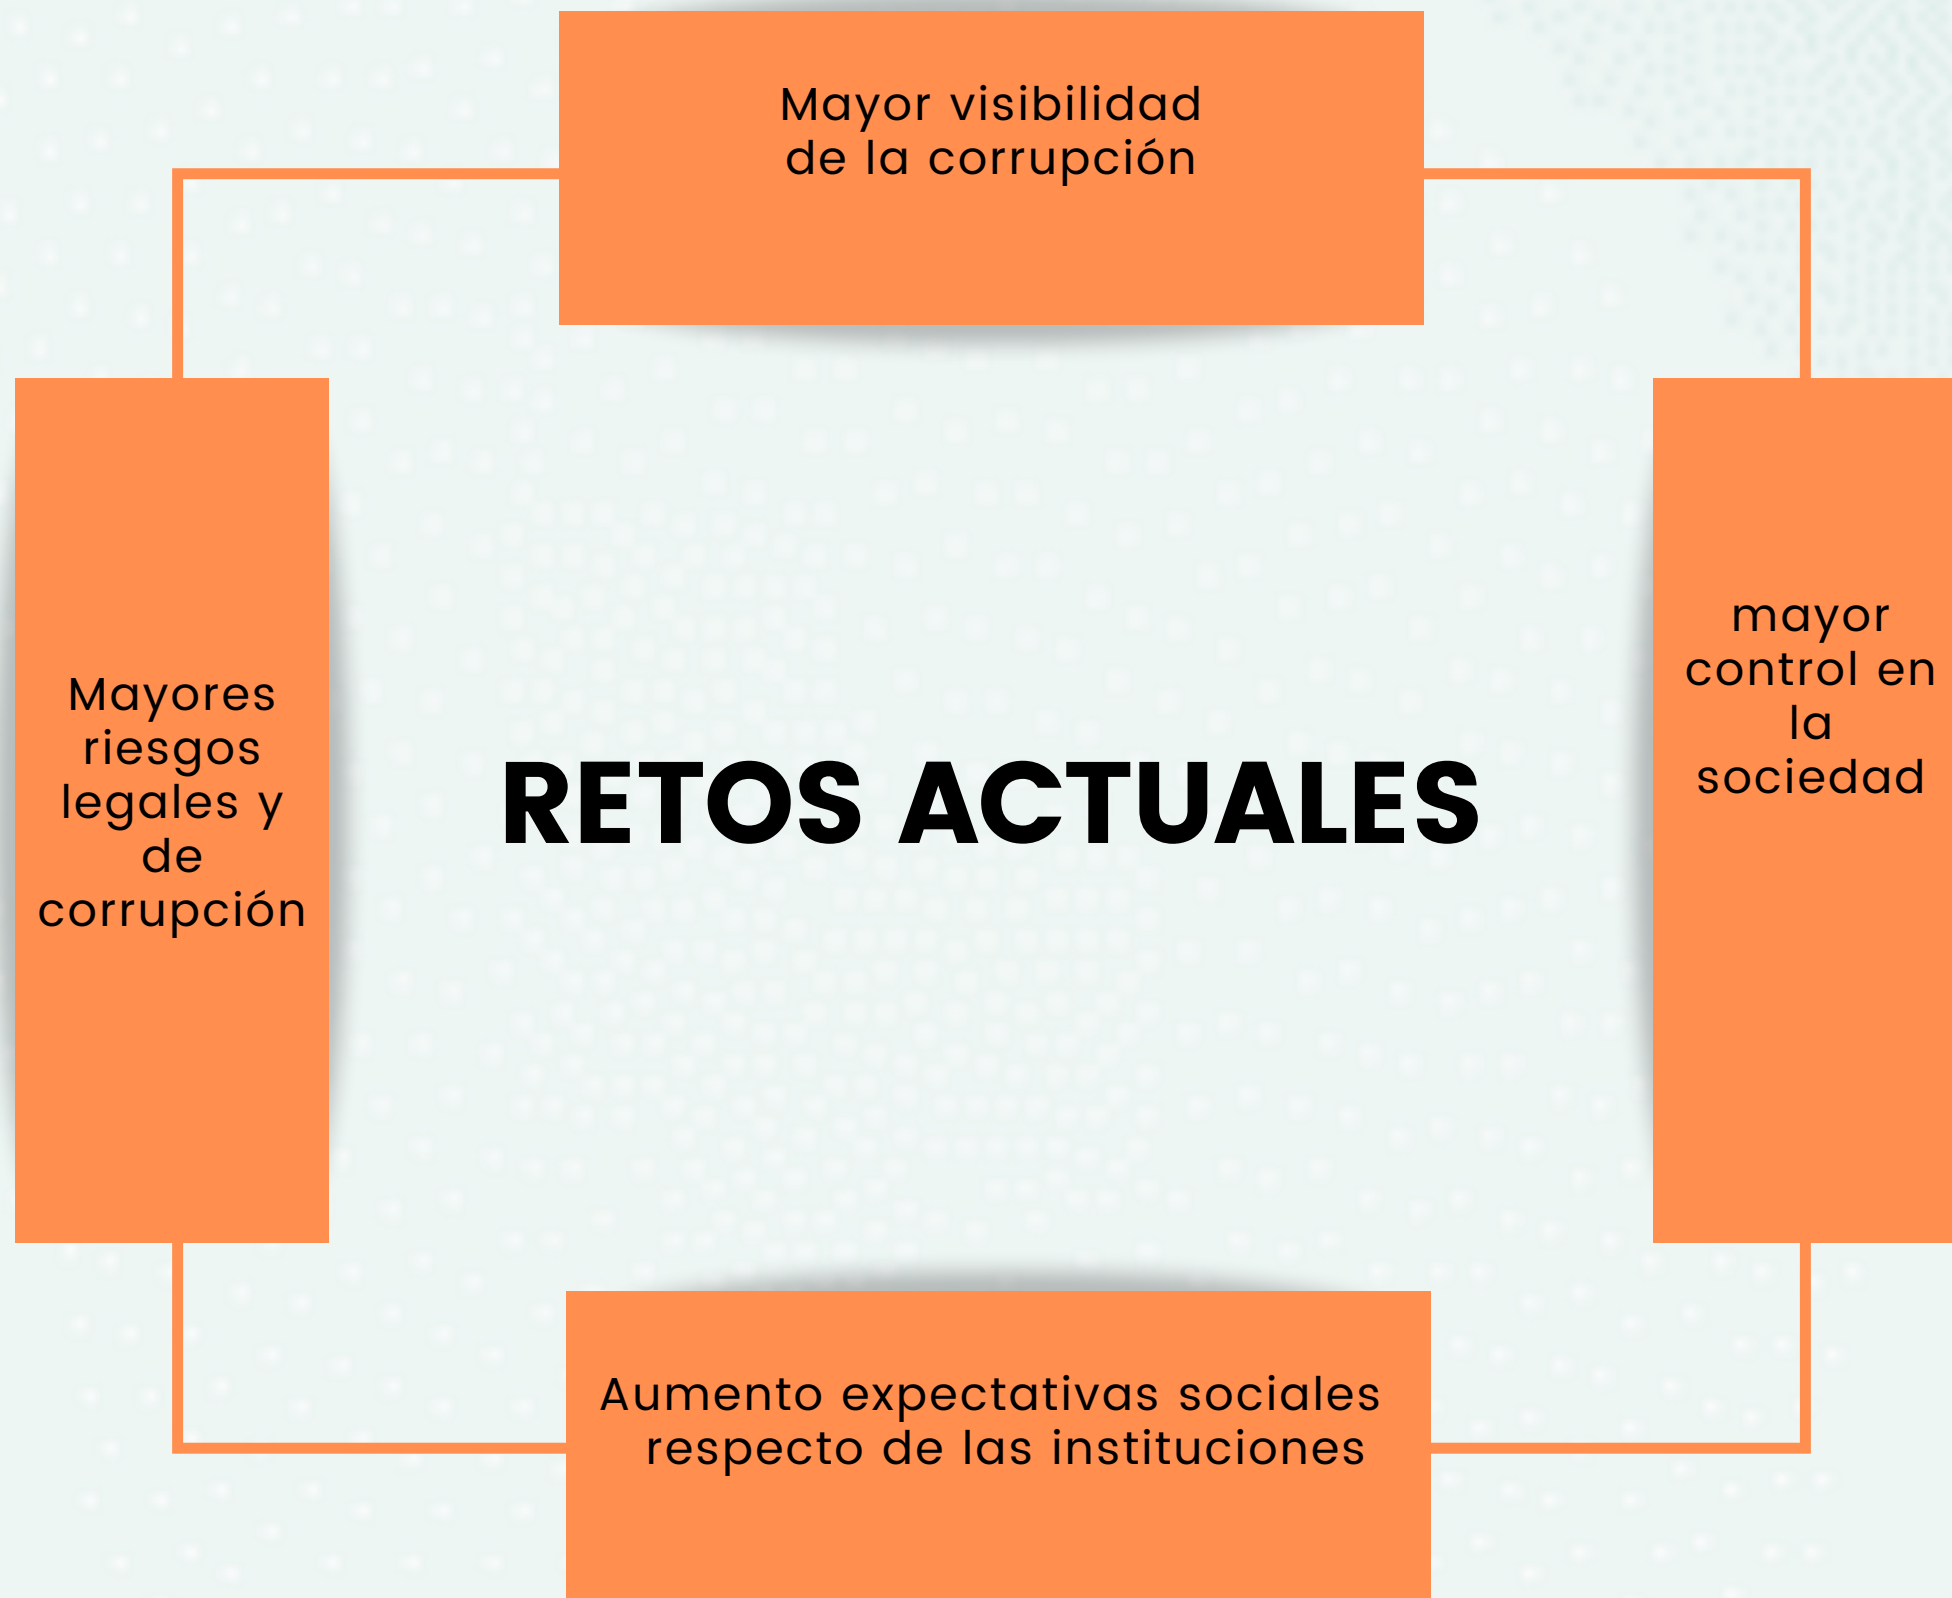 Mayor visibilidad
de la corrupción
Mayores
riesgos
legales y
de
corrupción
RETOS ACTUALES
mayor
control en
la
sociedad
Aumento expectativas sociales
respecto de las instituciones